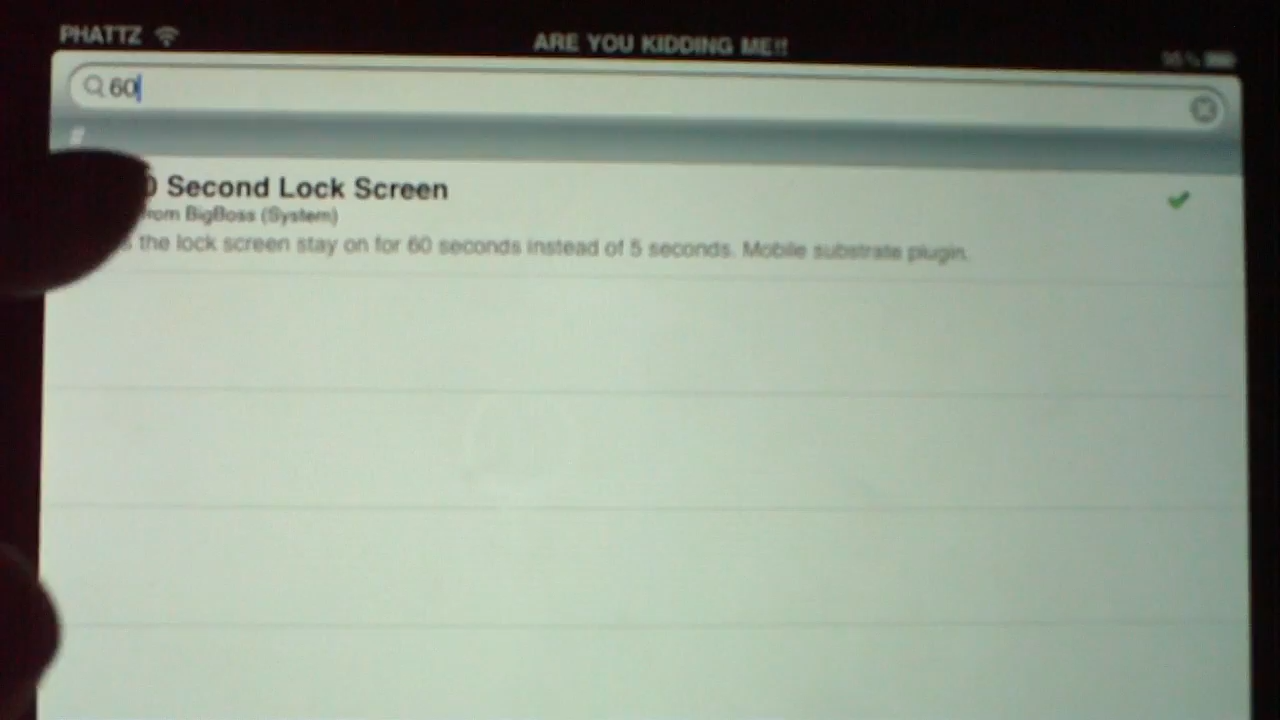 PHATTZ ARE YOU KIDDING ME!!
60
#
Second Lock Screen
from BigBoss (System)
the lock screen stay on for 60 seconds instead of 5 seconds. Mobile substrate plugin.